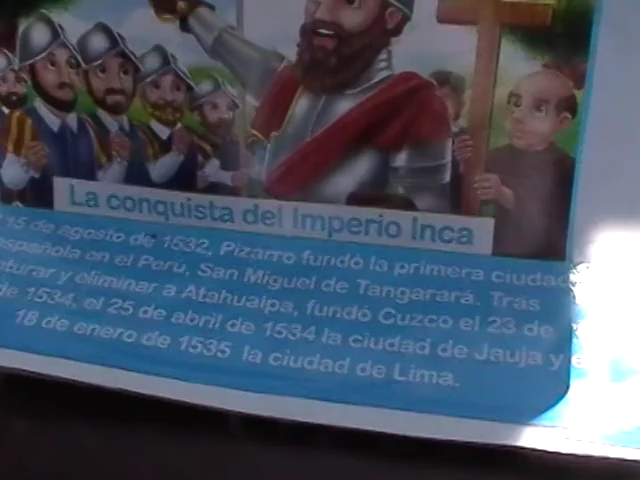 La conquista del Imperio Inca
15 de agosto de 1532, Pizarro fundó la primera ciudad
española en el Perú, San Miguel de Tangarará. Tras
y eliminar a Atahualpa, fundó Cuzco el 23 de
de 1534, el 25 de abril de 1534 la ciudad de Jauja y el
18 de enero de 1535 la ciudad de Lima.